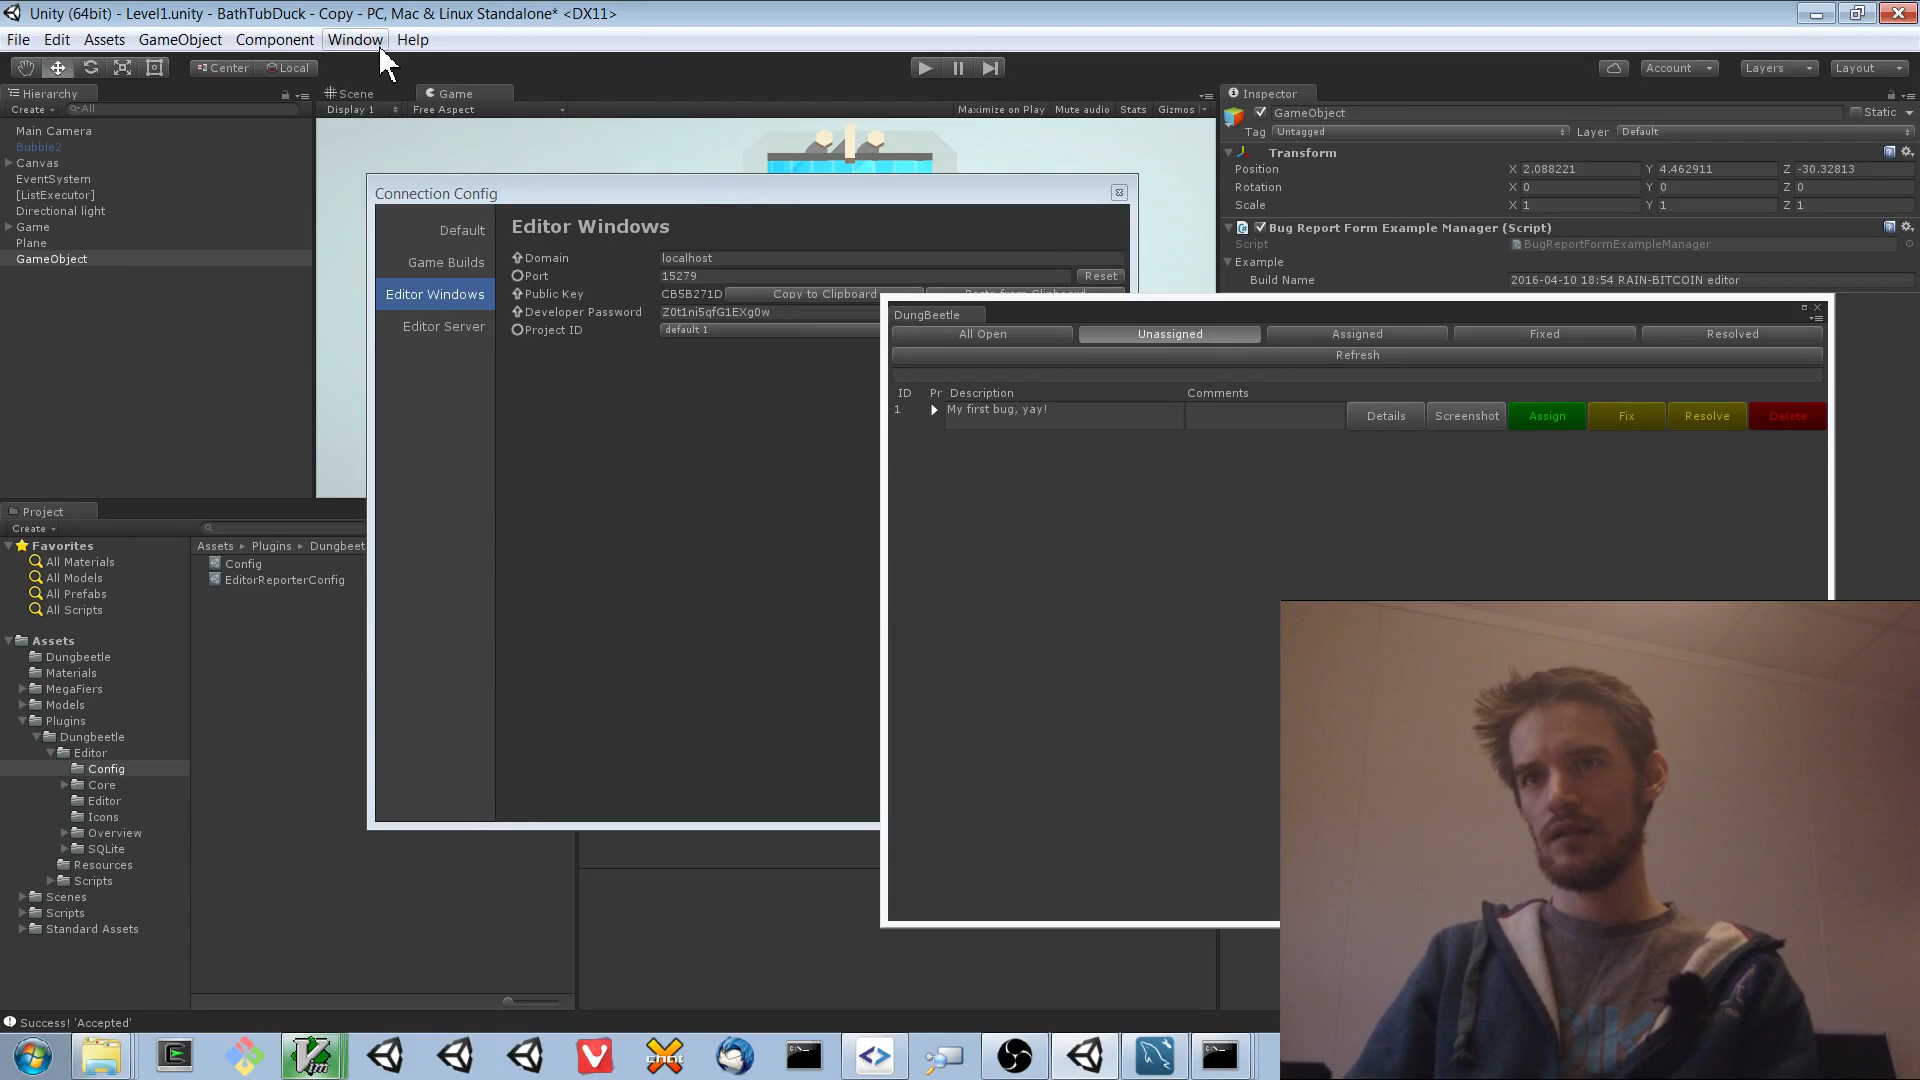 Unity (64bit) - Level1.unity - BathTubDuck - Copy - PC, Mac & Linux Standalone* <DX11>
File Edit Assets GameObject Component Window Help
Center Local Account Layers Layout
Hierarchy
Create All
Main Camera
Bubble2
Canvas
EventSystem
[ListExecutor]
Directional light
Game
Plane
GameObject
Scene Game
Display 1 Free Aspect Maximize on Play Mute audio Stats Gizmos
Inspector
GameObject Static
Tag Untagged Layer Default
Transform
Position X 2.088221 Y 4.462911 Z -30.32813
Rotation X 0 Y 0 Z 0
Scale X 1 Y 1 Z 1
Bug Report Form Example Manager (Script)
Script BugReportFormExampleManager
Example
Build Name 2016-04-10 18:54 RAIN-BITCOIN editor
Connection Config
Default
Game Builds
Editor Windows
Editor Server
Editor Windows
Domain localhost
Port 15279 Reset
Public Key CB5B271D Copy to Clipboard Paste from Clipboard
Developer Password Z0t1ni5qfG1EXg0w
Project ID default 1
DungBeetle
All Open Unassigned Assigned Fixed Resolved
Refresh
ID Pr Description Comments
1 My first bug, yay! Details Screenshot Assign Fix Resolve Delete
Project
Create
Favorites
All Materials
All Models
All Prefabs
All Scripts
Assets
Dungbeetle
Materials
MegaFiers
Models
Plugins
Dungbeetle
Editor
Config
Core
Editor
Icons
Overview
SQLite
Resources
Scripts
Scenes
Scripts
Standard Assets
Assets Plugins Dungbeet
Config
EditorReporterConfig
Success! 'Accepted'
chat